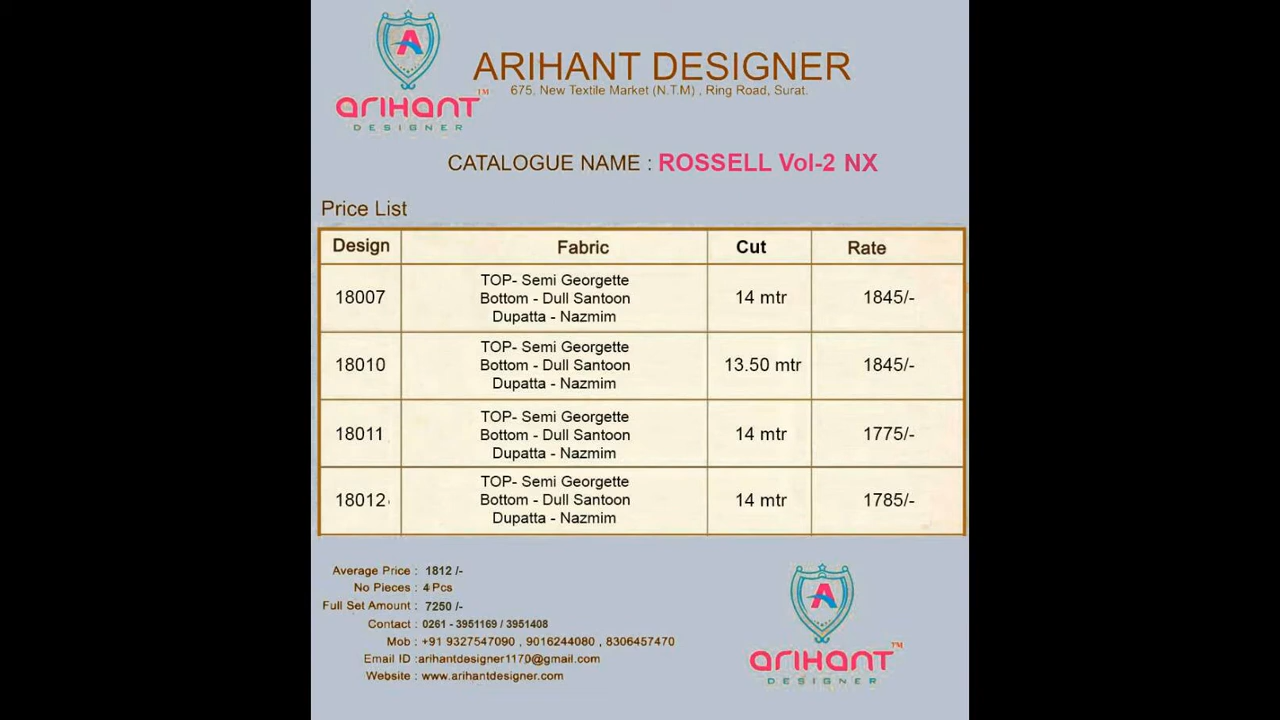 A
ARIHANT
DESIGNER
TM
ARIHANT DESIGNER
675, New Textile Market (N.T.M) , Ring Road, Surat.
CATALOGUE NAME : ROSSELL Vol-2 NX
Price List
Design Fabric Cut Rate
18007 TOP- Semi Georgette
Bottom - Dull Santoon 14 mtr 1845/-
Dupatta - Nazmim
18010 TOP- Semi Georgette
Bottom - Dull Santoon 13.50 mtr 1845/-
Dupatta - Nazmim
18011 TOP- Semi Georgette
Bottom - Dull Santoon 14 mtr 1775/-
Dupatta - Nazmim
18012 TOP- Semi Georgette
Bottom - Dull Santoon 14 mtr 1785/-
Dupatta - Nazmim
Average Price : 1812 /-
No Pieces : 4 Pcs
Full Set Amount : 7250 /-
Contact : 0261 - 3951169 / 3951408
Mob : +91 9327547090 , 9016244080 , 8306457470
Email ID :arihantdesigner1170@gmail.com
Website : www.arihantdesigner.com
A
ARIHANT
DESIGNER
TM